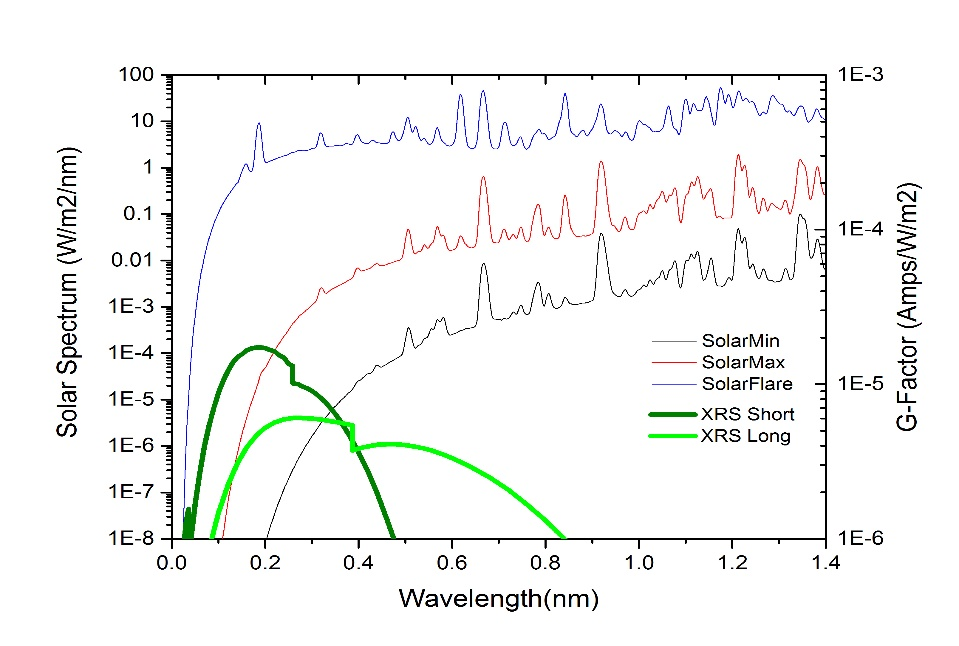 100
10
1
0.1
0.01
1E-3
1E-4
1E-5
1E-6
1E-7
1E-8
Solar Spectrum (W/m2/nm)
1E-3
1E-4
1E-5
1E-6
G-Factor (Amps/W/m2)
SolarMin
SolarMax
SolarFlare
XRS Short
XRS Long
0.0 0.2 0.4 0.6 0.8 1.0 1.2 1.4
Wavelength(nm)